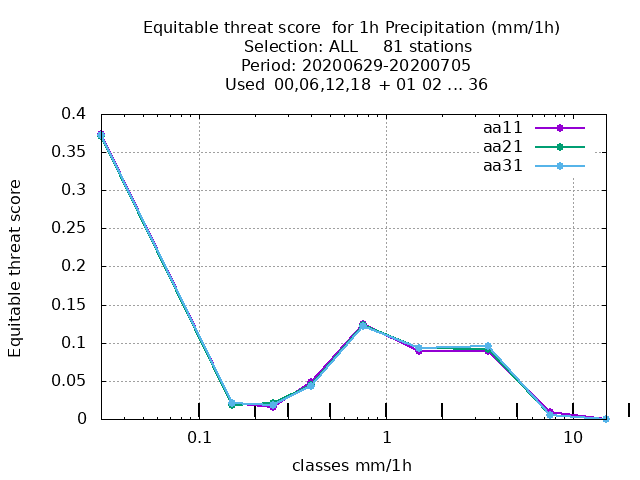 Equitable threat score  for 1h Precipitation (mm/1h)
Selection: ALL     81 stations
Period: 20200629-20200705
Used  00,06,12,18 + 01 02 ... 36
aa11
aa21
aa31
0.4
0.35
0.3
0.25
0.2
0.15
0.1
0.05
0
Equitable threat score
0.1
1
10
classes mm/1h